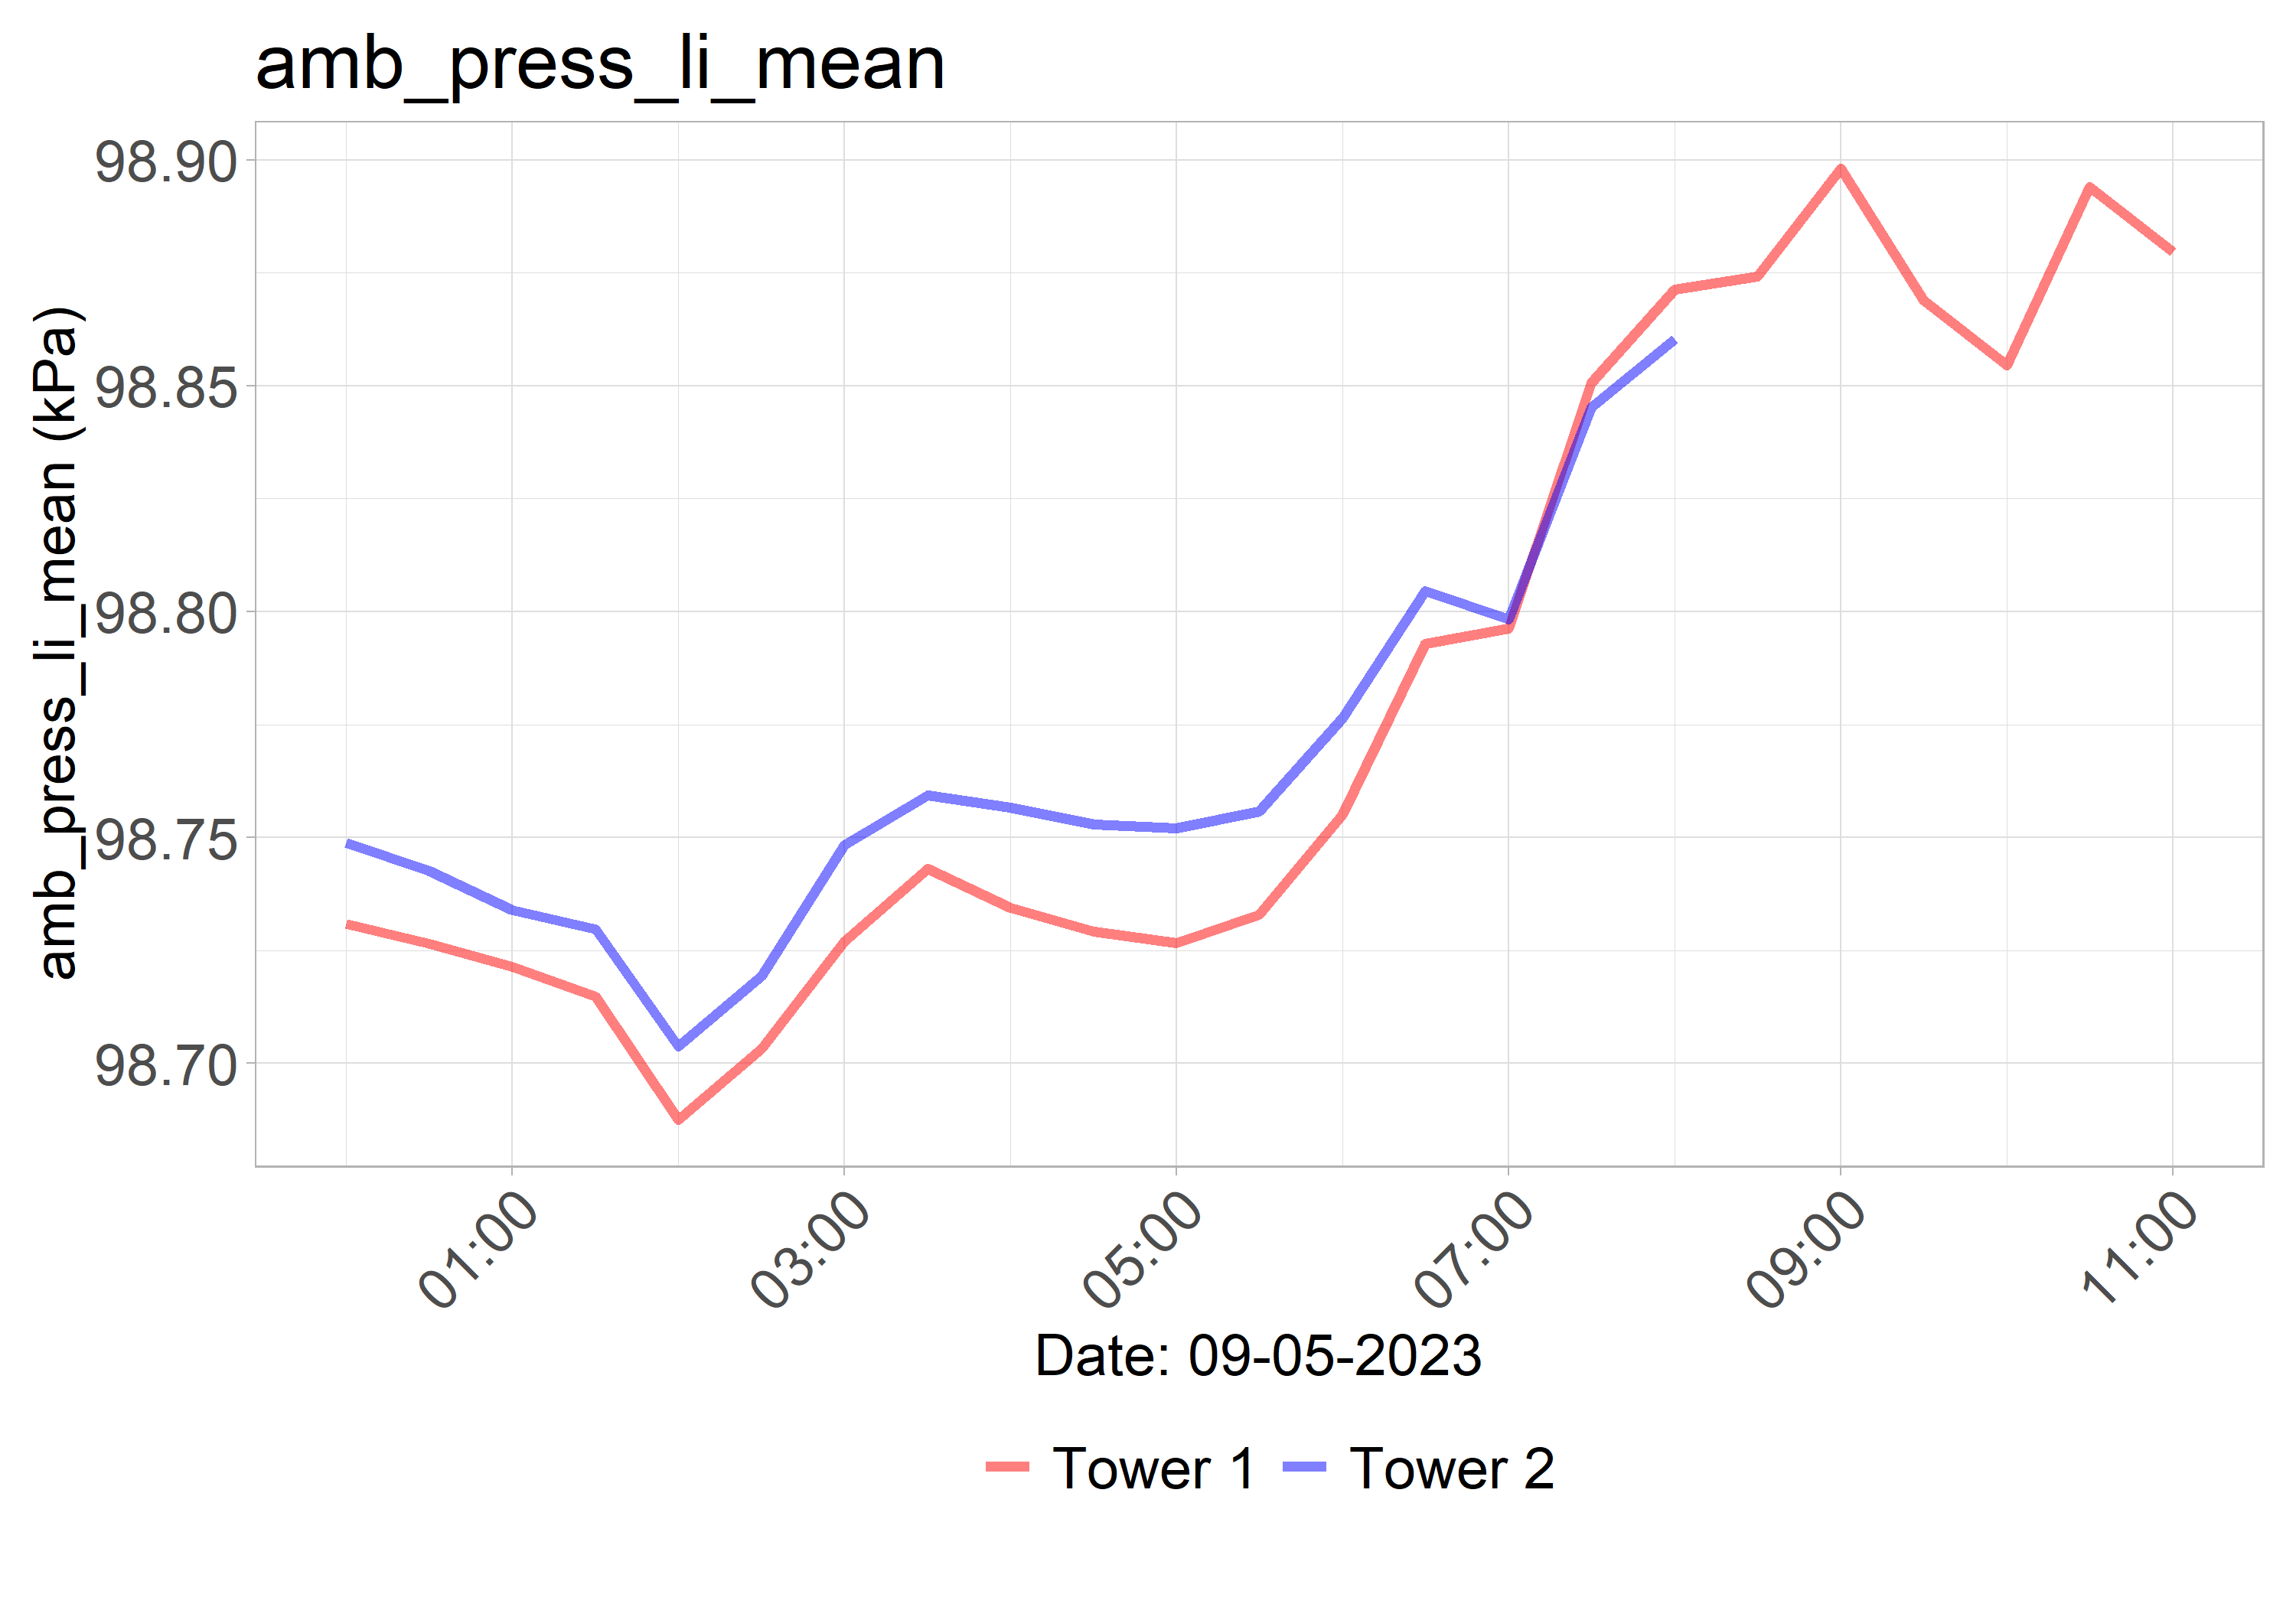 amb_press_li_mean
amb_press_li_mean (kPa)
98.90
98.85
98.80
98.75
98.70
01:00 03:00 05:00 07:00 09:00 11:00
Date: 09-05-2023
Tower 1 Tower 2